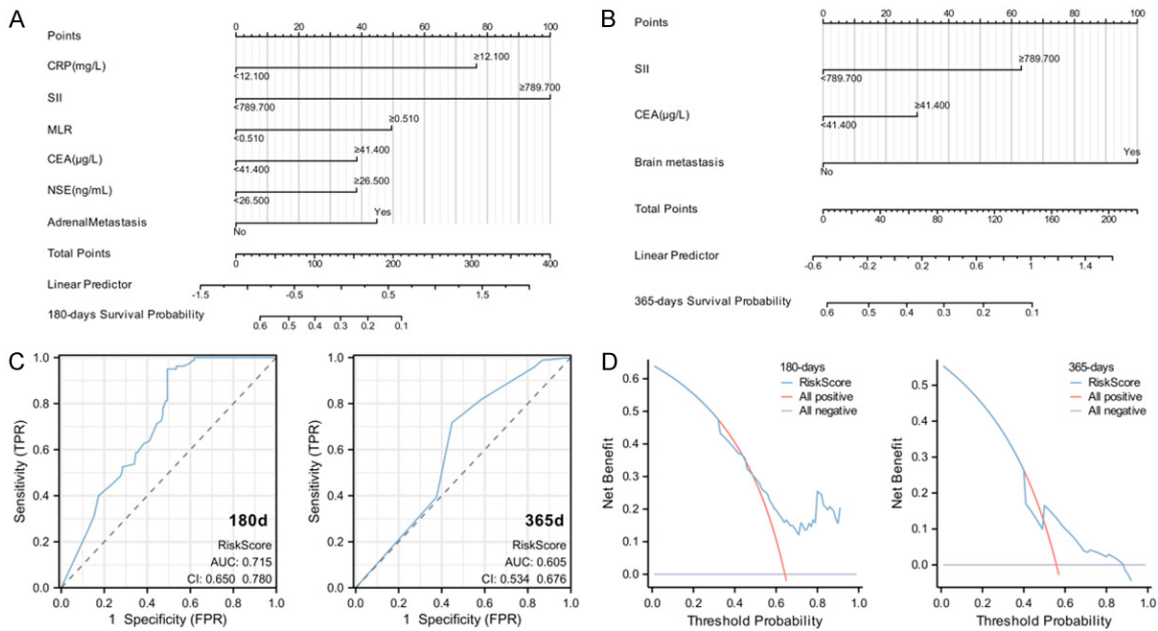 A
Points
0 20 40 60 80 100
CRP(mg/L)
≥12.100
<12.100
SII
≥789.700
<789.700
MLR
≥0.510
<0.510
CEA(µg/L)
≥41.400
<41.400
NSE(ng/mL)
≥26.500
<26.500
AdrenalMetastasis
Yes
No
Total Points
0 100 200 300 400
Linear Predictor
-1.5 -0.5 0.5 1.5
180-days Survival Probability
0.6 0.5 0.4 0.3 0.2 0.1
B
0 20 40 60 80 100
Points
SII
≥789.700
<789.700
CEA(µg/L)
≥41.400
<41.400
Brain metastasis
Yes
No
Total Points
0 40 80 120 160 200
Linear Predictor
-0.6 -0.2 0.2 0.6 1 1.4
365-days Survival Probability
0.6 0.5 0.4 0.3 0.2 0.1
C
Sensitivity (TPR)
1.0
0.8
0.6
0.4
0.2
0.0
180d
RiskScore
AUC: 0.715
CI: 0.650 0.780
0.0 0.2 0.4 0.6 0.8 1.0
1 Specificity (FPR)
Sensitivity (TPR)
1.0
0.8
0.6
0.4
0.2
0.0
365d
RiskScore
AUC: 0.605
CI: 0.534 0.676
0.0 0.2 0.4 0.6 0.8 1.0
1 Specificity (FPR)
D
Net Benefit
0.6
0.5
0.4
0.3
0.2
0.1
0.0
180-days
RiskScore
All positive
All negative
0.0 0.2 0.4 0.6 0.8 1.0
Threshold Probability
Net Benefit
0.5
0.4
0.3
0.2
0.1
0.0
365-days
RiskScore
All positive
All negative
0.0 0.2 0.4 0.6 0.8 1.0
Threshold Probability